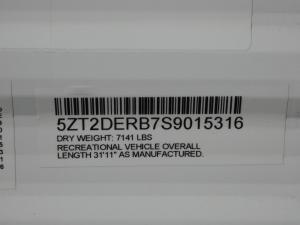 5ZT2DERB7S9015316
DRY WEIGHT: 7141 LBS
RECREATIONAL VEHICLE OVERALL
LENGTH 31'11" AS MANUFACTURED.